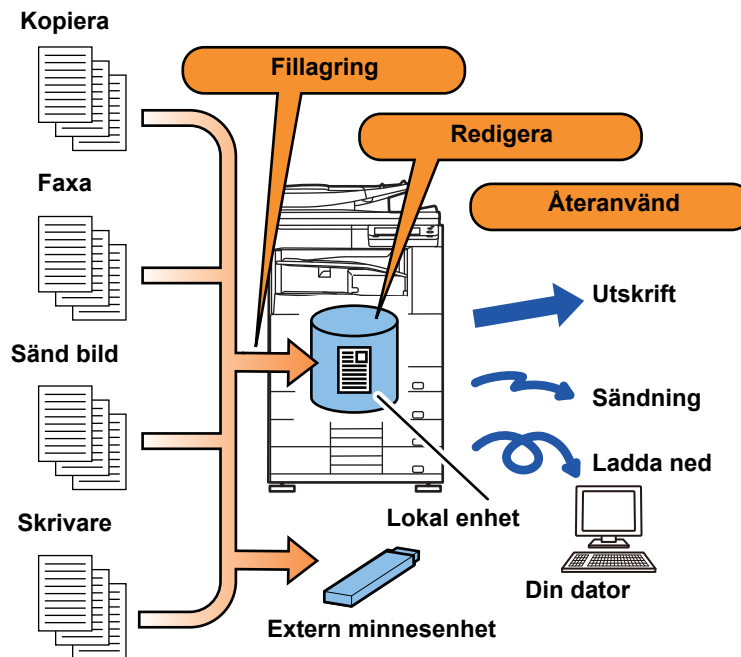 Kopiera
Fillagring
Redigera
Faxa
Återanvänd
Utskrift
Sänd bild
Sändning
Ladda ned
Skrivare
Lokal enhet
Din dator
Extern minnesenhet